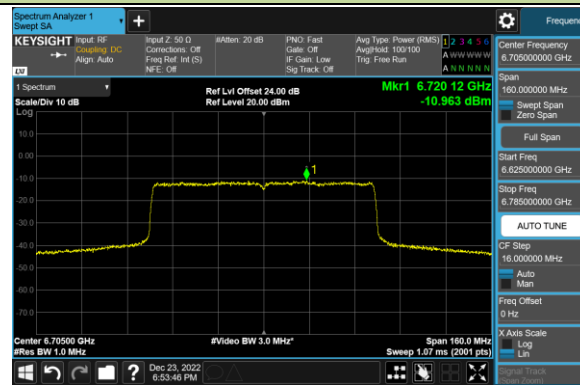 Spectrum Analyzer 1
Swept SA
Frequen
KEYSIGHT
Input: RF
Coupling: DC
Align: Auto
Input Z: 50 Ω
Corrections: Off
Freq Ref: Int (S)
NFE: Off
#Atten: 20 dB
PNO: Fast
Gate: Off
IF Gain: Low
Sig Track: Off
Avg Type: Power (RMS)
Avg|Hold: 100/100
Trig: Free Run
1 2 3 4 5 6
A W W W W W
A N N N N N
LXI
1 Spectrum
Scale/Div 10 dB
Log
Ref Lvl Offset 24.00 dB
Ref Level 20.00 dBm
Mkr1 6.720 12 GHz
-10.963 dBm
10.0
0.00
-10.0
-20.0
-30.0
-40.0
-50.0
-60.0
-70.0
1
Center 6.70500 GHz
#Res BW 1.0 MHz
#Video BW 3.0 MHz*
Span 160.0 MHz
Sweep 1.07 ms (2001 pts)
Center Frequency
6.705000000 GHz
Span
160.000000 MHz
Swept Span
Zero Span
Full Span
Start Freq
6.625000000 GHz
Stop Freq
6.785000000 GHz
AUTO TUNE
CF Step
16.000000 MHz
Auto
Man
Freq Offset
0 Hz
X Axis Scale
Log
Lin
Signal Track
(Span Zoom)
Dec 23, 2022
6:53:46 PM